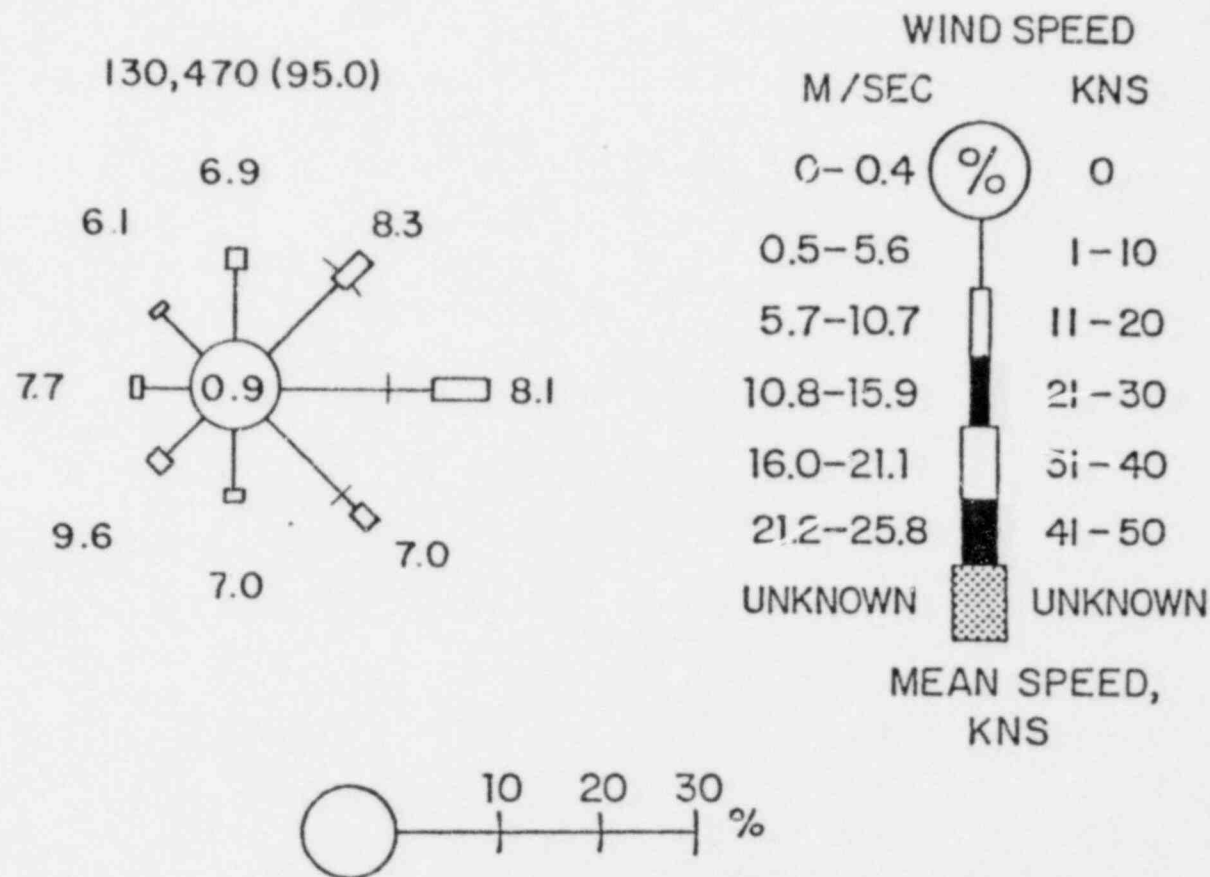 130,470 (95.0)
6.9
6.1
8.3
7.7
0.9
8.1
9.6
7.0
7.0
WIND SPEED
M/SEC KNS
0-0.4 % 0
0.5-5.6 1-10
5.7-10.7 11-20
10.8-15.9 21-30
16.0-21.1 31-40
21.2-25.8 41-50
UNKNOWN UNKNOWN
MEAN SPEED,
KNS
10 20 30
%